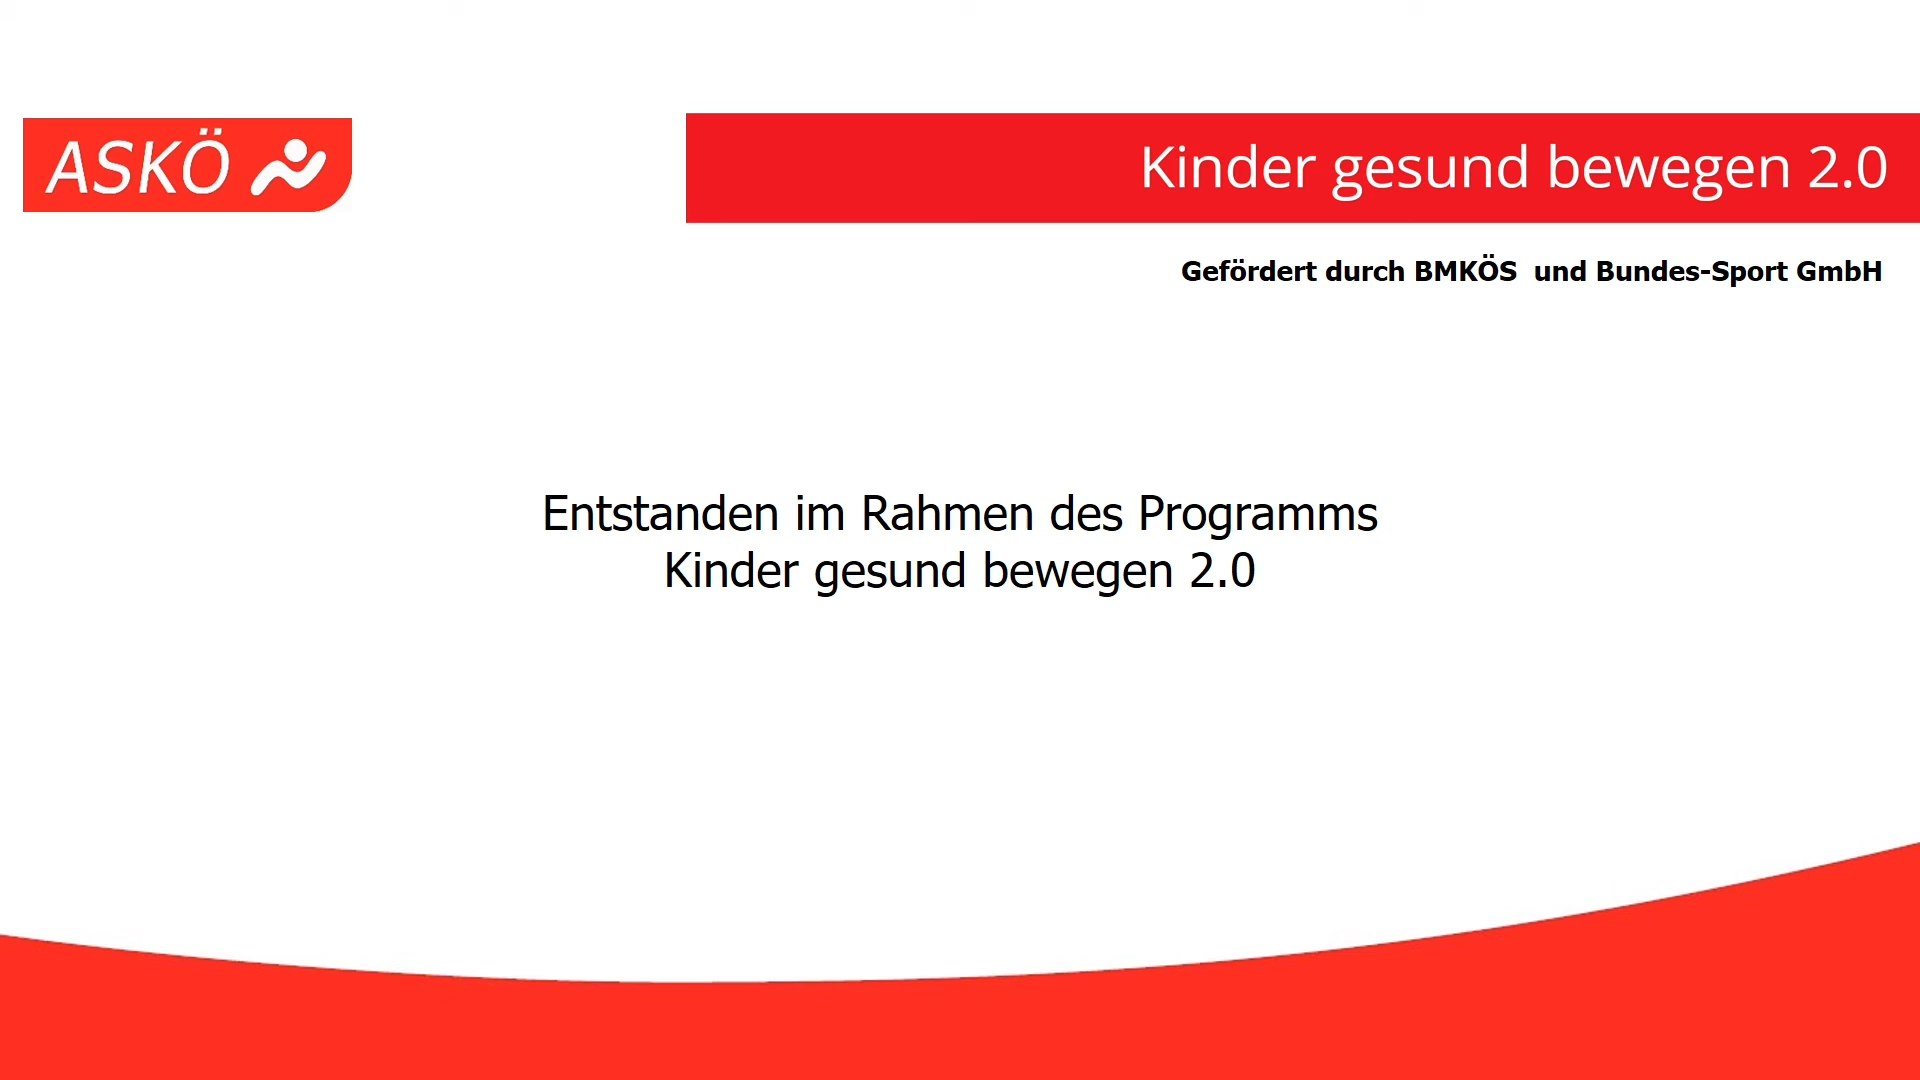 ASKÖ
Kinder gesund bewegen 2.0
Gefördert durch BMKÖS und Bundes-Sport GmbH
Entstanden im Rahmen des Programms
Kinder gesund bewegen 2.0